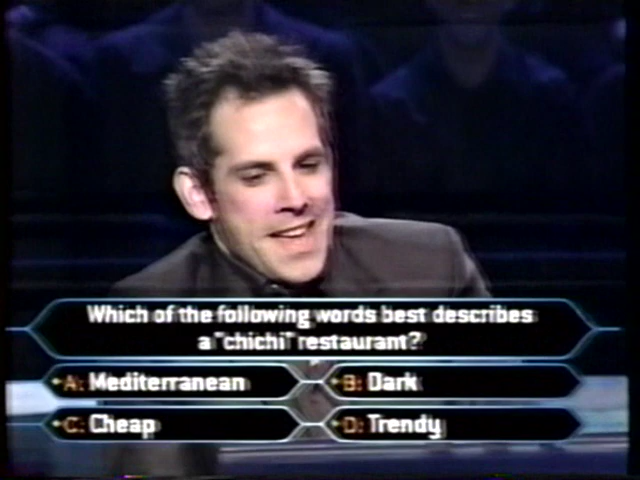 Which of the following words best describes
a "chichi" restaurant?
A: Mediterranean
B: Dark
C: Cheap
D: Trendy